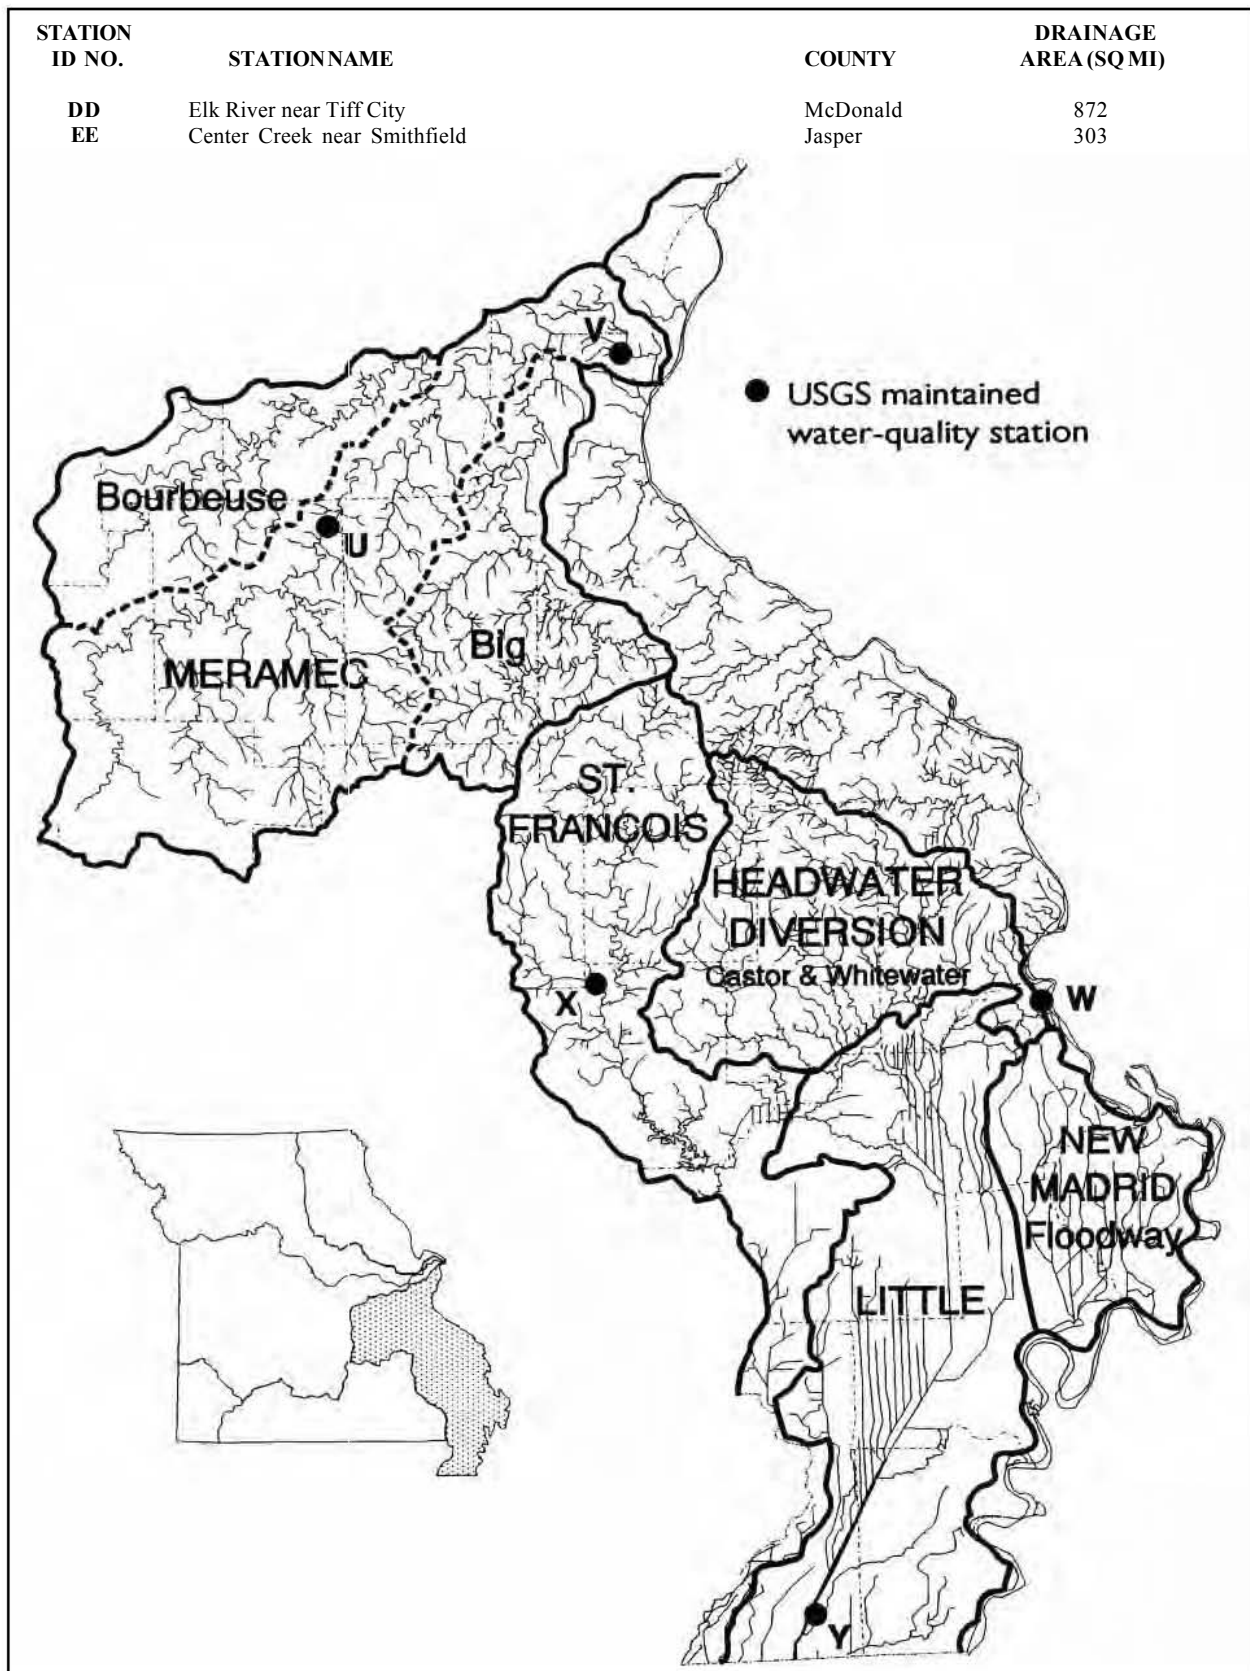 STATION ID NO. STATION NAME COUNTY DRAINAGE AREA (SQ MI)
DD Elk River near Tiff City McDonald 872
EE Center Creek near Smithfield Jasper 303
V
USGS maintained
water-quality station
Bourbeuse
U
Big
MERAMEC
ST.
FRANCOIS
HEADWATER
DIVERSION
Castor & Whitewater
X
W
NEW
MADRID
Floodway
LITTLE
Y